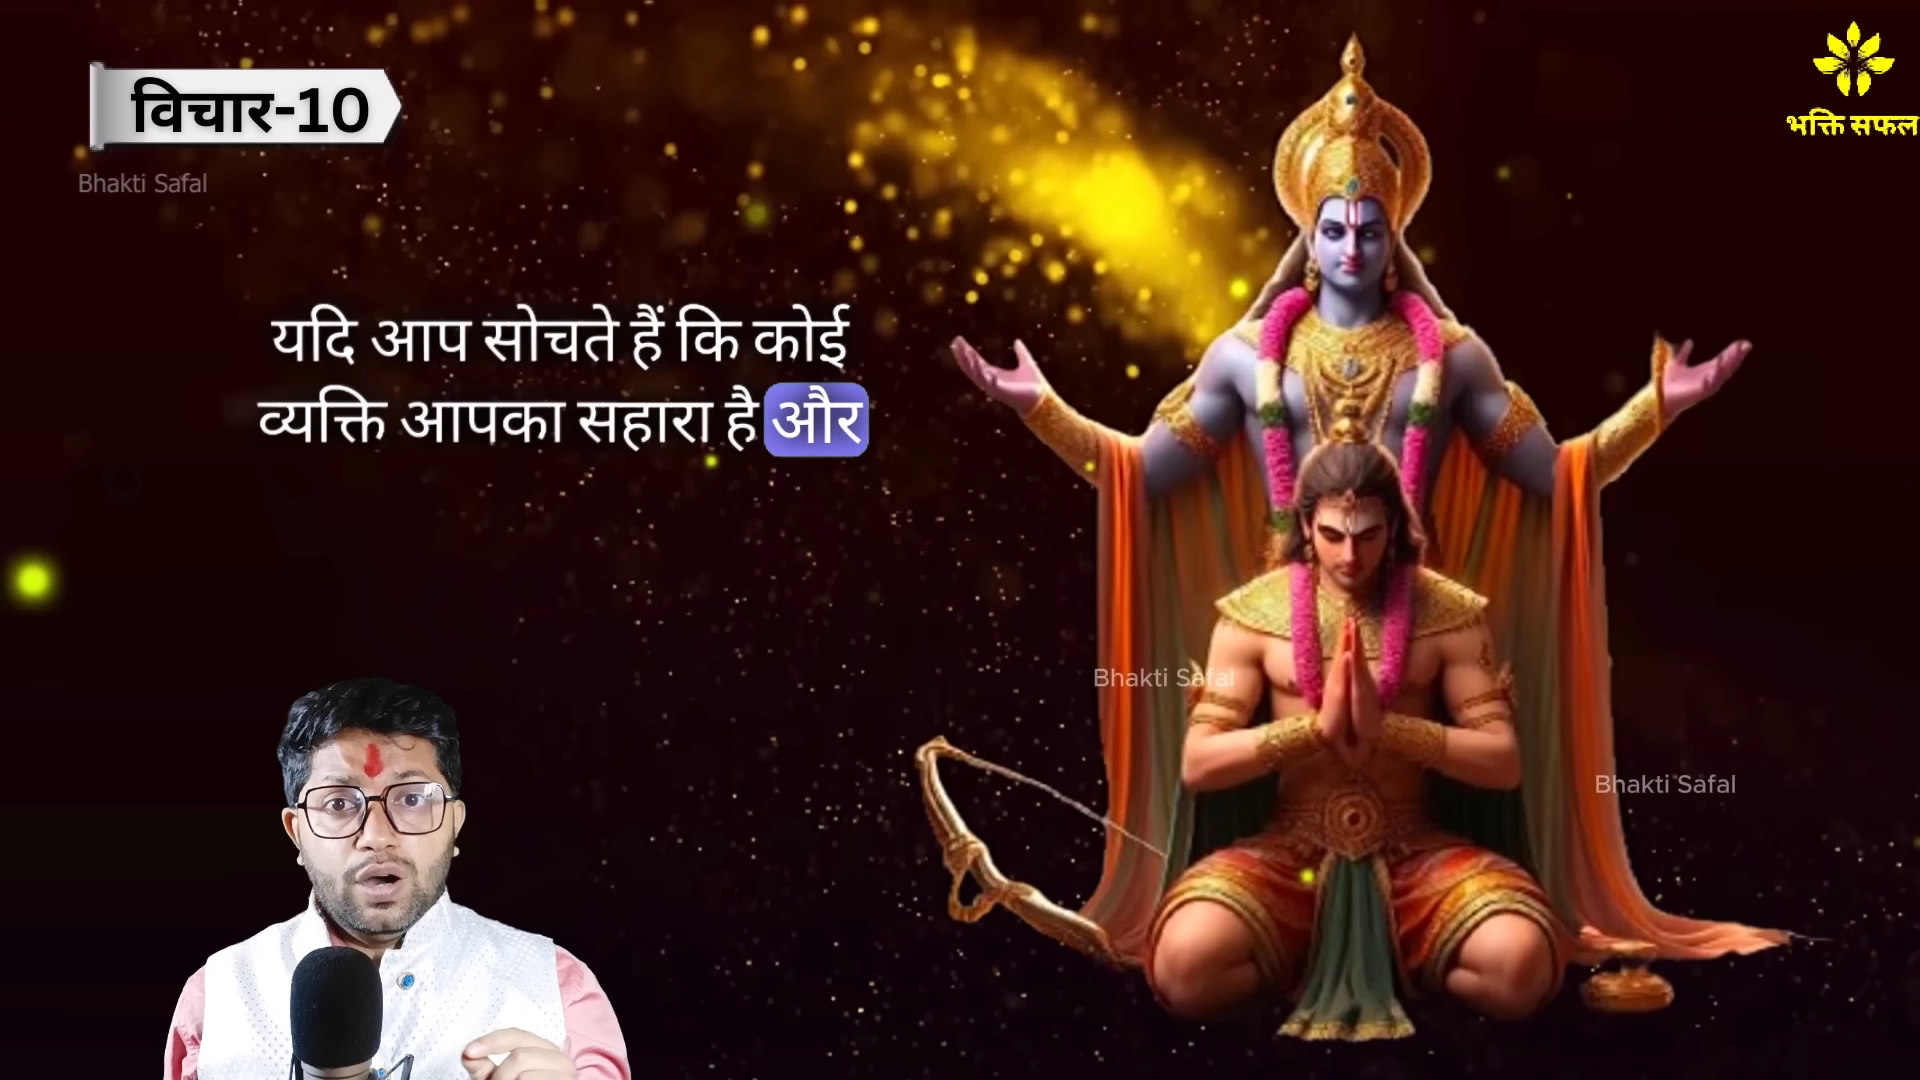 विचार-10
Bhakti Safal
भक्ति सफल
यदि आप सोचते हैं कि कोई
व्यक्ति आपका सहारा है और
Bhakti Safal
Bhakti Safal